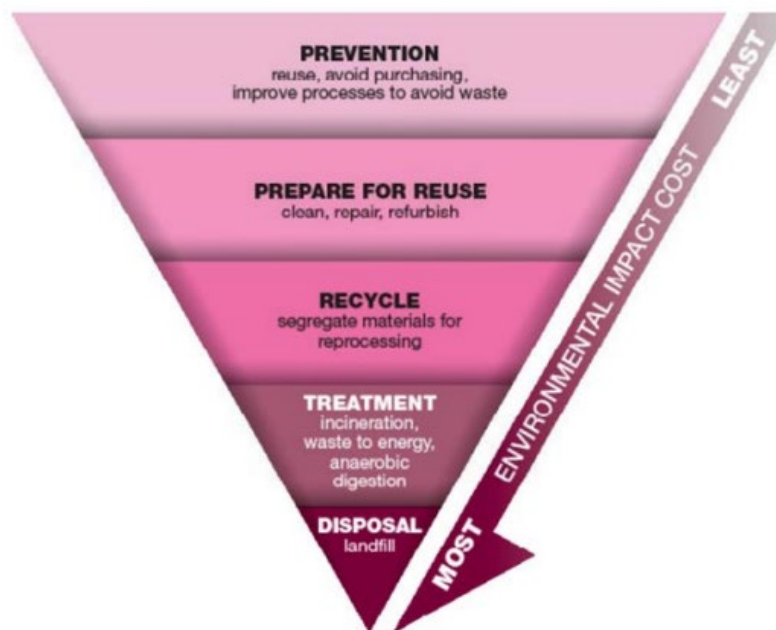 PREVENTION
reuse, avoid purchasing,
improve processes to avoid waste
PREPARE FOR REUSE
clean, repair, refurbish
RECYCLE
segregate materials for
reprocessing
TREATMENT
incineration,
waste to energy,
anaerobic
digestion
DISPOSAL
landfill
MOST ENVIRONMENTAL IMPACT COST LEAST